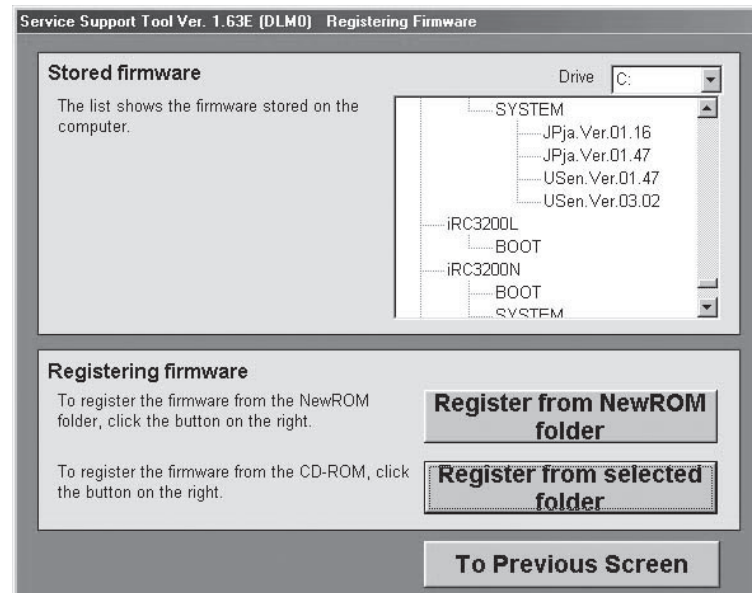 Service Support Tool Ver. 1.63E (DLM0) Registering Firmware
Stored firmware
Drive C:
The list shows the firmware stored on the
computer.
SYSTEM
JPja.Ver.01.16
JPja.Ver.01.47
USen.Ver.01.47
USen.Ver.03.02
iRC3200L
BOOT
iRC3200N
BOOT
SYSTEM
Registering firmware
To register the firmware from the NewROM
folder, click the button on the right.
Register from NewROM
folder
To register the firmware from the CD-ROM, click
the button on the right.
Register from selected
folder
To Previous Screen